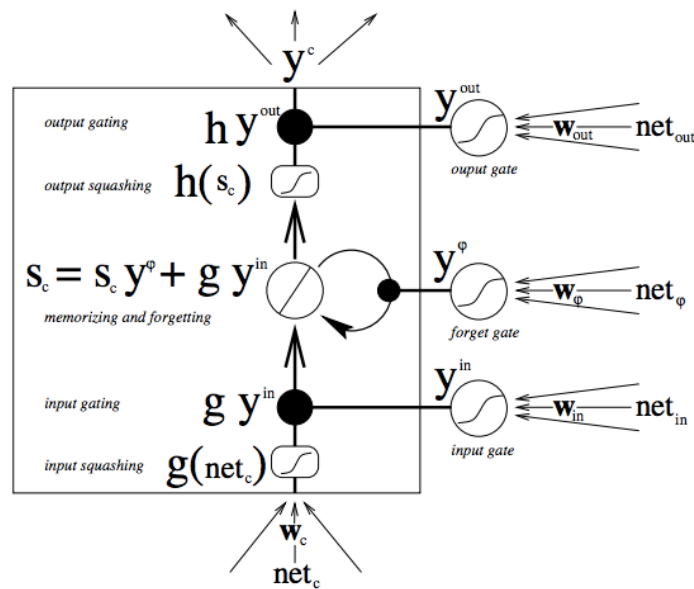 y^c
output gating
h y^out
y^out
w_out
net_out
ouput gate
output squashing
h(s_c)
s_c = s_c y^φ + g y^in
memorizing and forgetting
y^φ
w_φ
net_φ
forget gate
input gating
g y^in
y^in
w_in
net_in
input gate
input squashing
g(net_c)
w_c
net_c